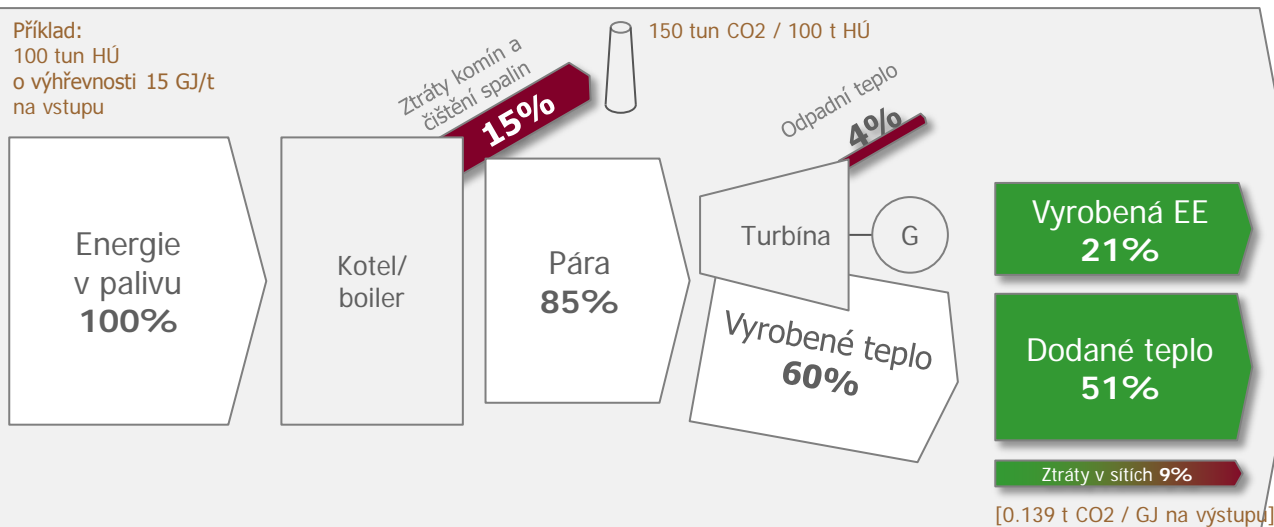 Příklad:
100 tun HÚ
o výhřevnosti 15 GJ/t
na vstupu
Ztráty komín a
čištění spalin
15%
150 tun CO2 / 100 t HÚ
Odpadní teplo
4%
Energie
v palivu
100%
Kotel/
boiler
Pára
85%
Turbína
G
Vyrobené teplo
60%
Vyrobená EE
21%
Dodané teplo
51%
Ztráty v sítích 9%
[0.139 t CO2 / GJ na výstupu]